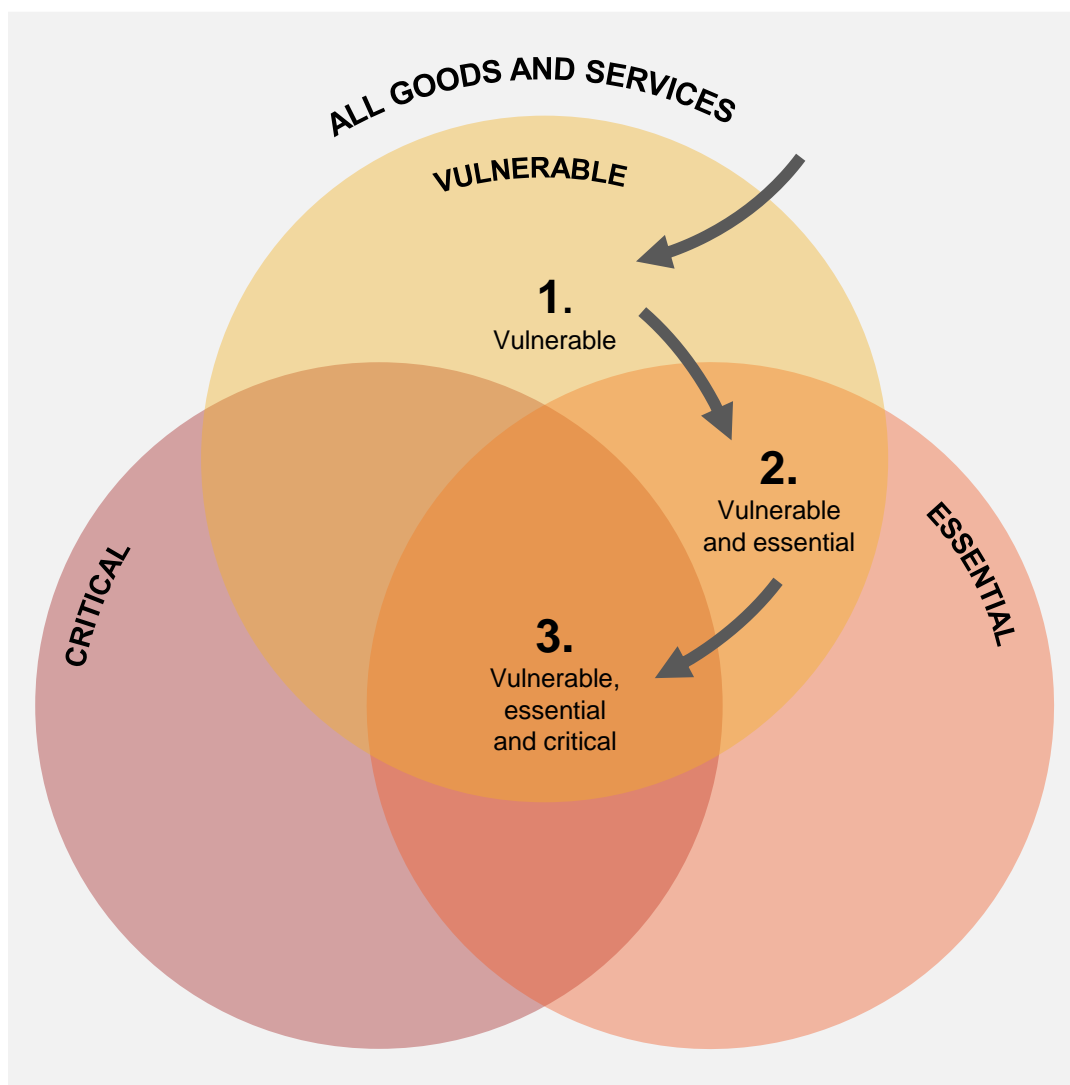 ALL GOODS AND SERVICES
VULNERABLE
1.
Vulnerable
2.
Vulnerable
and essential
ESSENTIAL
CRITICAL
3.
Vulnerable,
essential
and critical